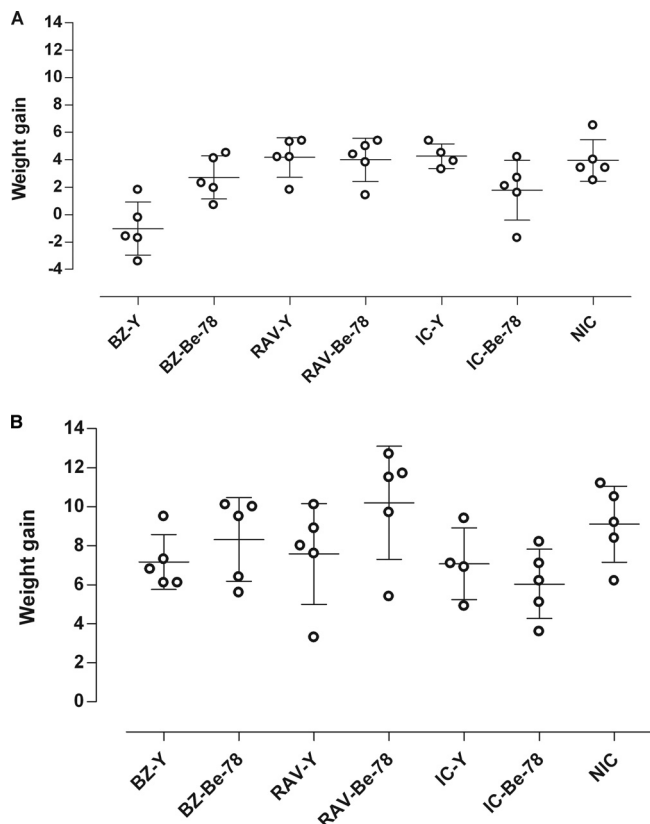 A
Weight gain
14
12
10
8
6
4
2
0
-2
-4
BZ-Y
BZ-Be-78
RAV-Y
RAV-Be-78
IC-Y
IC-Be-78
NIC
B
Weight gain
14
12
10
8
6
4
2
0
BZ-Y
BZ-Be-78
RAV-Y
RAV-Be-78
IC-Y
IC-Be-78
NIC